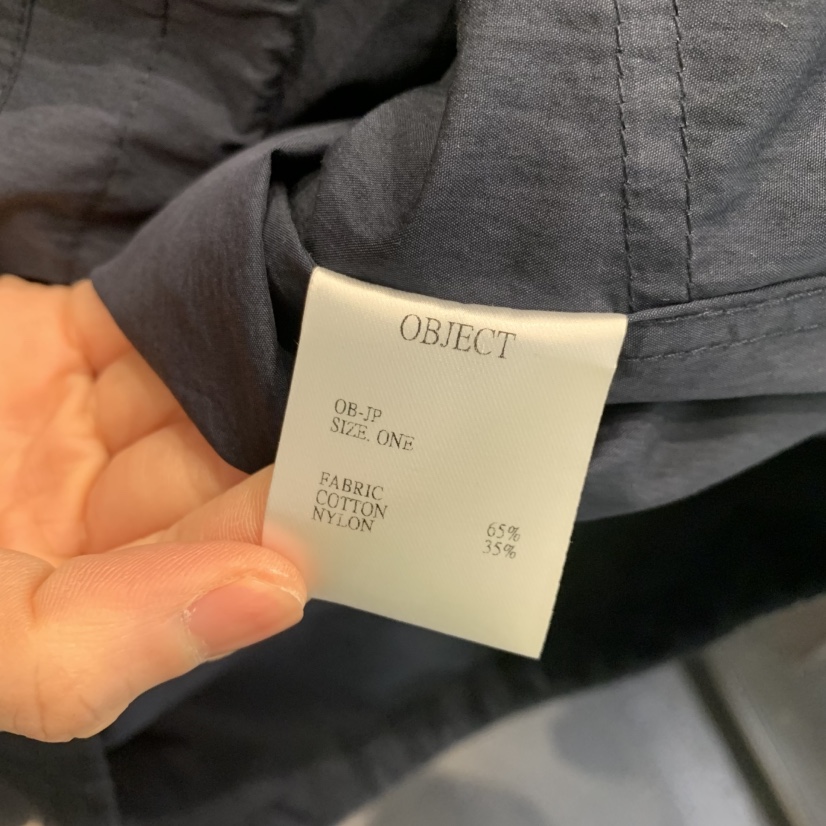 OBJECT
OB-JP
SIZE. ONE
FABRIC
COTTON 65%
NYLON 35%